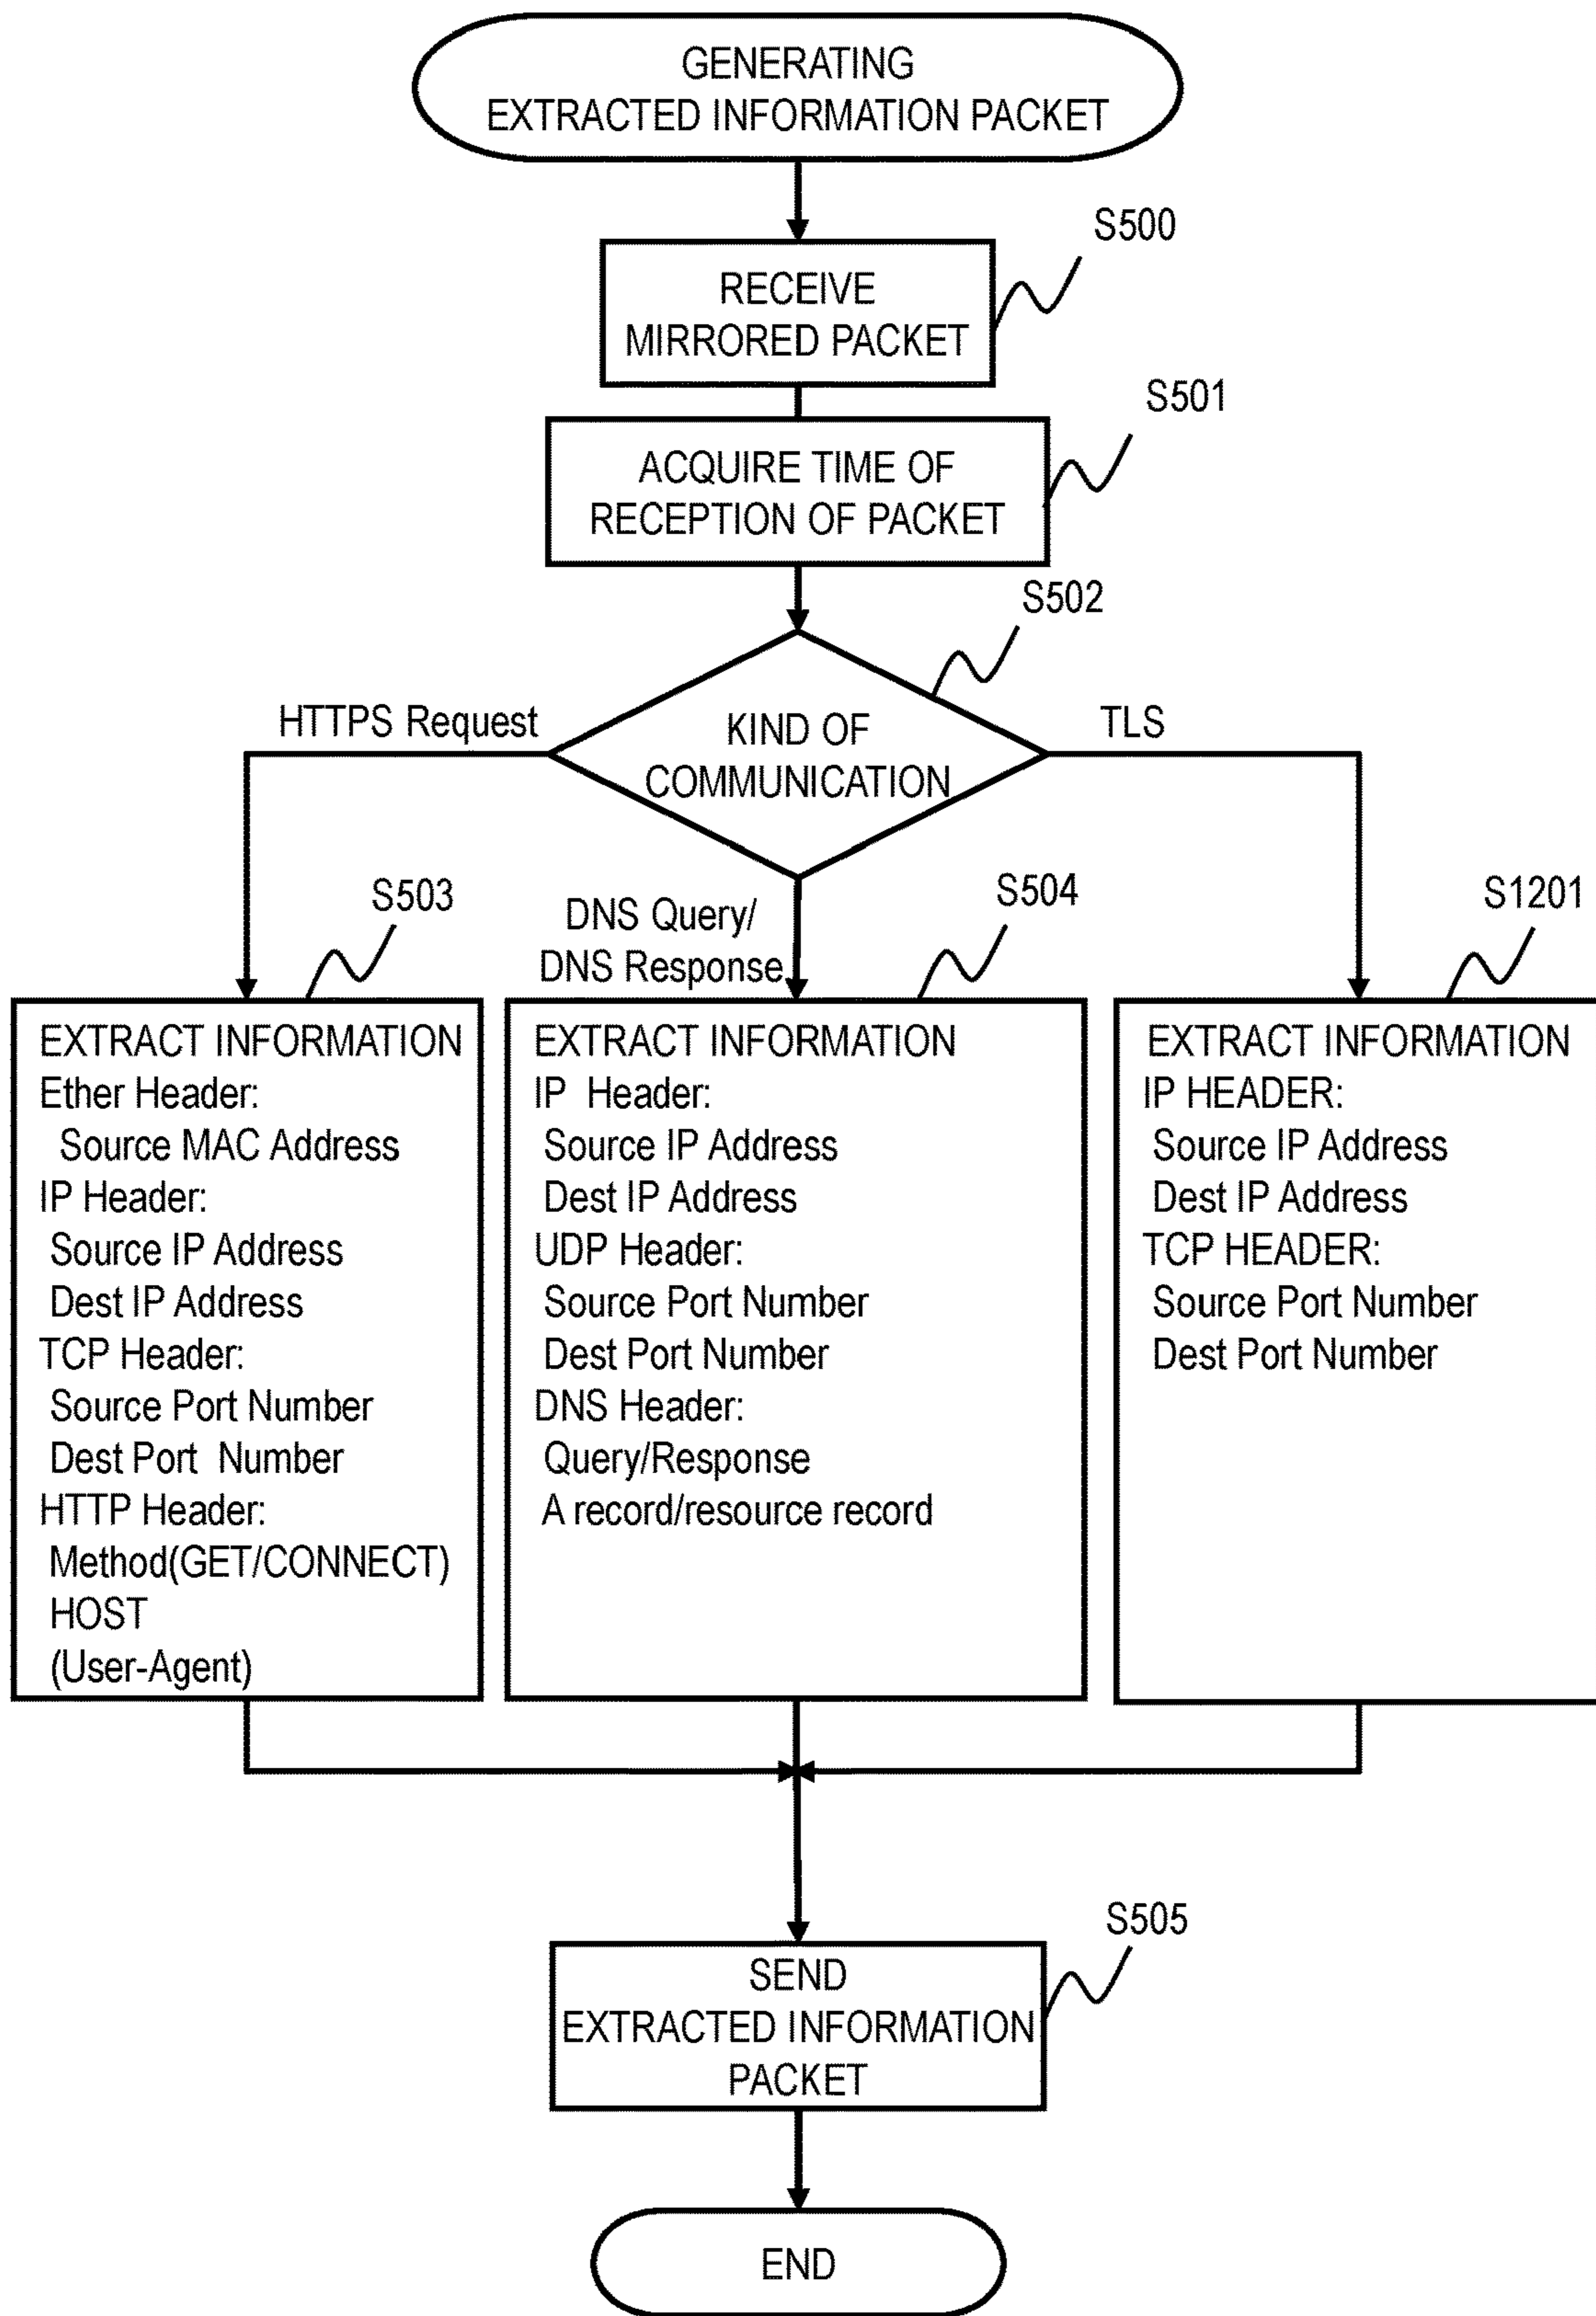 GENERATING
EXTRACTED INFORMATION PACKET
S500
RECEIVE
MIRRORED PACKET
S501
ACQUIRE TIME OF
RECEPTION OF PACKET
S502
HTTPS Request
KIND OF
COMMUNICATION
TLS
S503
DNS Query/
DNS Response
S504
S1201
EXTRACT INFORMATION
Ether Header:
Source MAC Address
IP Header:
Source IP Address
Dest IP Address
TCP Header:
Source Port Number
Dest Port Number
HTTP Header:
Method(GET/CONNECT)
HOST
(User-Agent)
EXTRACT INFORMATION
IP Header:
Source IP Address
Dest IP Address
UDP Header:
Source Port Number
Dest Port Number
DNS Header:
Query/Response
A record/resource record
EXTRACT INFORMATION
IP HEADER:
Source IP Address
Dest IP Address
TCP HEADER:
Source Port Number
Dest Port Number
S505
SEND
EXTRACTED INFORMATION
PACKET
END